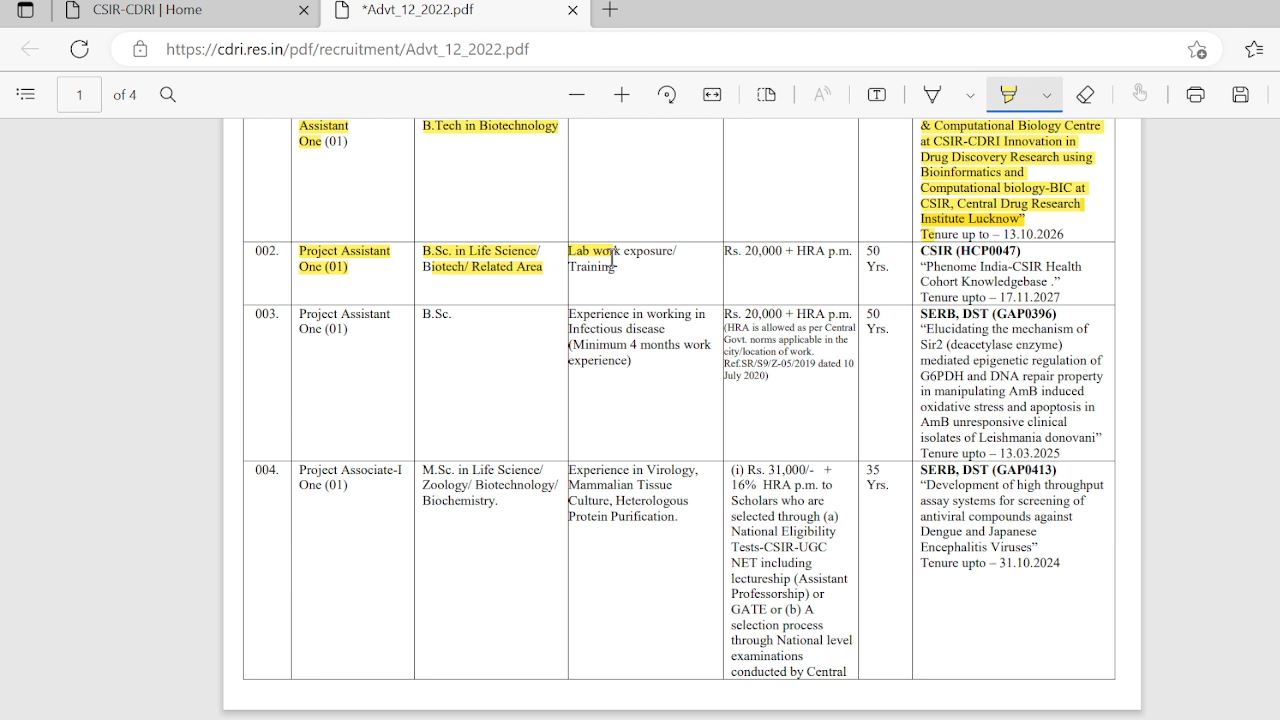 CSIR-CDRI | Home
*Advt_12_2022.pdf
https://cdri.res.in/pdf/recruitment/Advt_12_2022.pdf
1 of 4
Assistant
One (01)
B.Tech in Biotechnology
& Computational Biology Centre
at CSIR-CDRI Innovation in
Drug Discovery Research using
Bioinformatics and
Computational biology-BIC at
CSIR, Central Drug Research
Institute Lucknow”
Tenure up to – 13.10.2026
002.
Project Assistant
One (01)
B.Sc. in Life Science/
Biotech/ Related Area
Lab work exposure/
Training
Rs. 20,000 + HRA p.m.
50
Yrs.
CSIR (HCP0047)
“Phenome India-CSIR Health
Cohort Knowledgebase .”
Tenure upto – 17.11.2027
003.
Project Assistant
One (01)
B.Sc.
Experience in working in
Infectious disease
(Minimum 4 months work
experience)
Rs. 20,000 + HRA p.m.
(HRA is allowed as per Central
Govt. norms applicable in the
city/location of work.
Ref.SR/S9/Z-05/2019 dated 10
July 2020)
50
Yrs.
SERB, DST (GAP0396)
“Elucidating the mechanism of
Sir2 (deacetylase enzyme)
mediated epigenetic regulation of
G6PDH and DNA repair property
in manipulating AmB induced
oxidative stress and apoptosis in
AmB unresponsive clinical
isolates of Leishmania donovani”
Tenure upto – 13.03.2025
004.
Project Associate-I
One (01)
M.Sc. in Life Science/
Zoology/ Biotechnology/
Biochemistry.
Experience in Virology,
Mammalian Tissue
Culture, Heterologous
Protein Purification.
(i) Rs. 31,000/- +
16% HRA p.m. to
Scholars who are
selected through (a)
National Eligibility
Tests-CSIR-UGC
NET including
lectureship (Assistant
Professorship) or
GATE or (b) A
selection process
through National level
examinations
conducted by Central
35
Yrs.
SERB, DST (GAP0413)
“Development of high throughput
assay systems for screening of
antiviral compounds against
Dengue and Japanese
Encephalitis Viruses”
Tenure upto – 31.10.2024